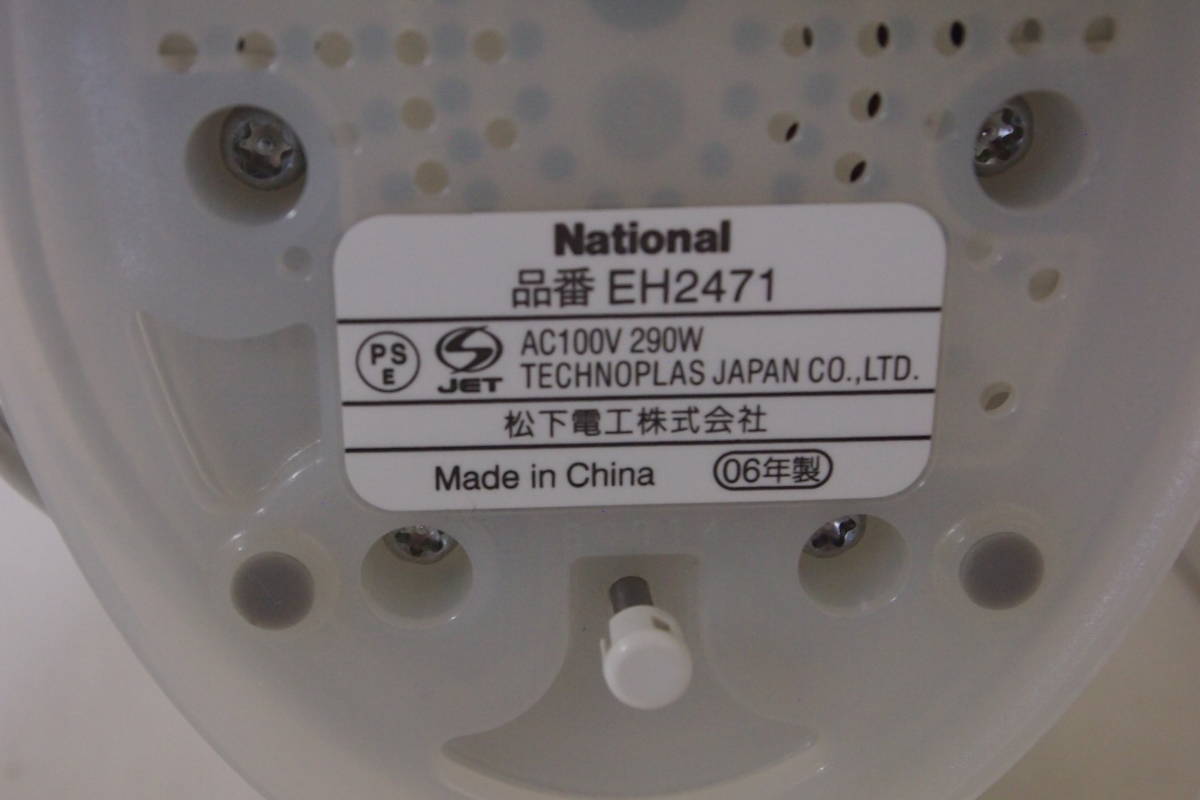 National
品番 EH2471
PS
E
JET
AC100V 290W
TECHNOPLAS JAPAN CO.,LTD.
松下電工株式会社
Made in China
06年製